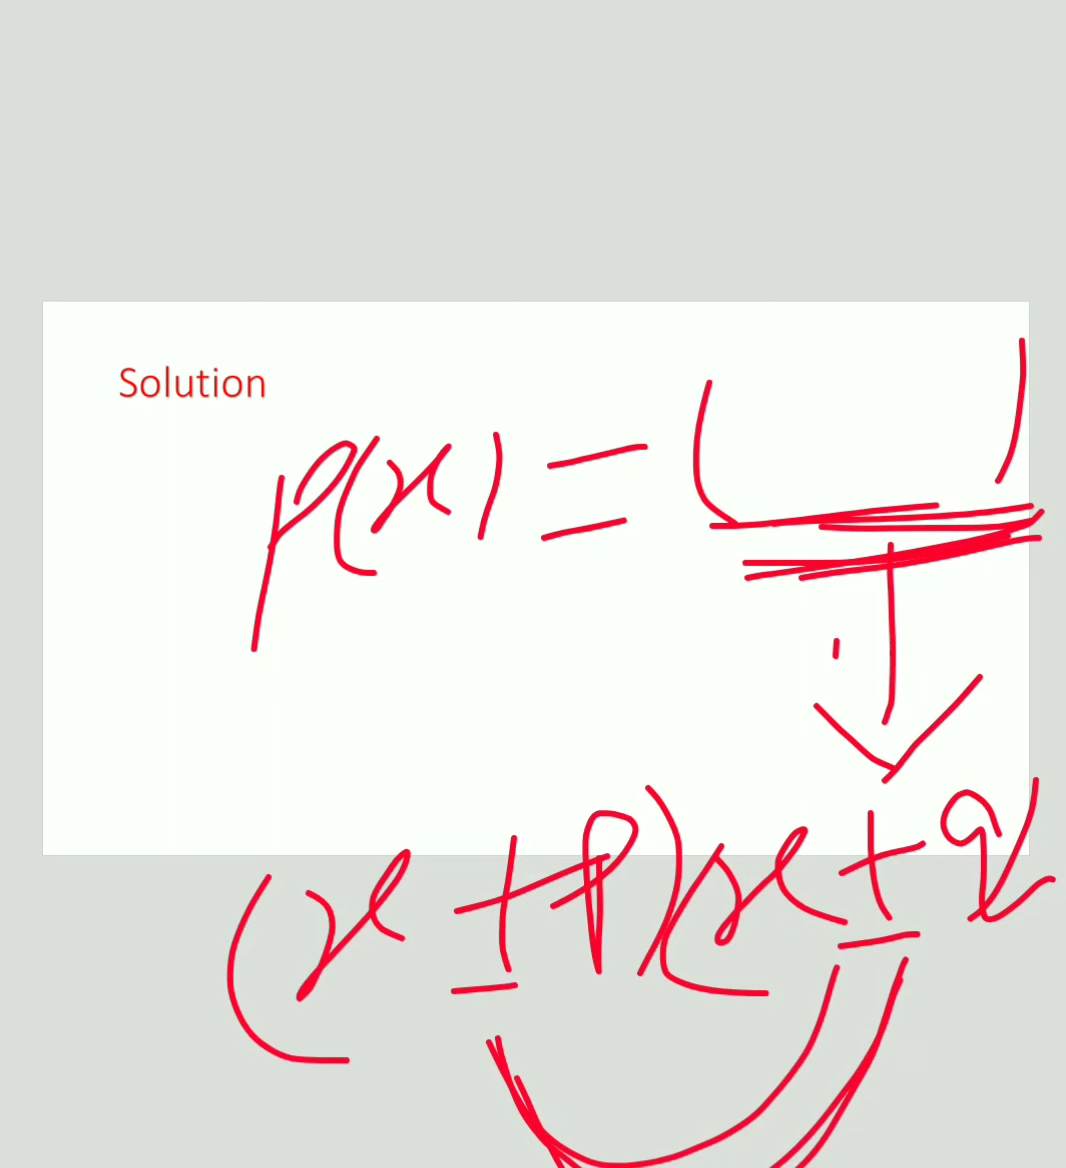 Solution
p(x) = ( )
(x ± p)(x ± q)